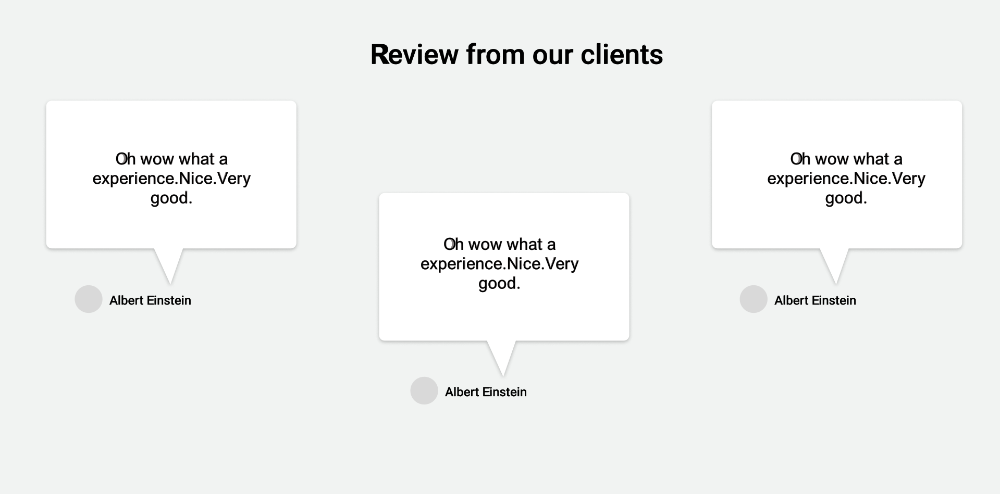 Review from our clients
Oh wow what a
experience.Nice.Very
good.
Albert Einstein
Oh wow what a
experience.Nice.Very
good.
Albert Einstein
Oh wow what a
experience.Nice.Very
good.
Albert Einstein